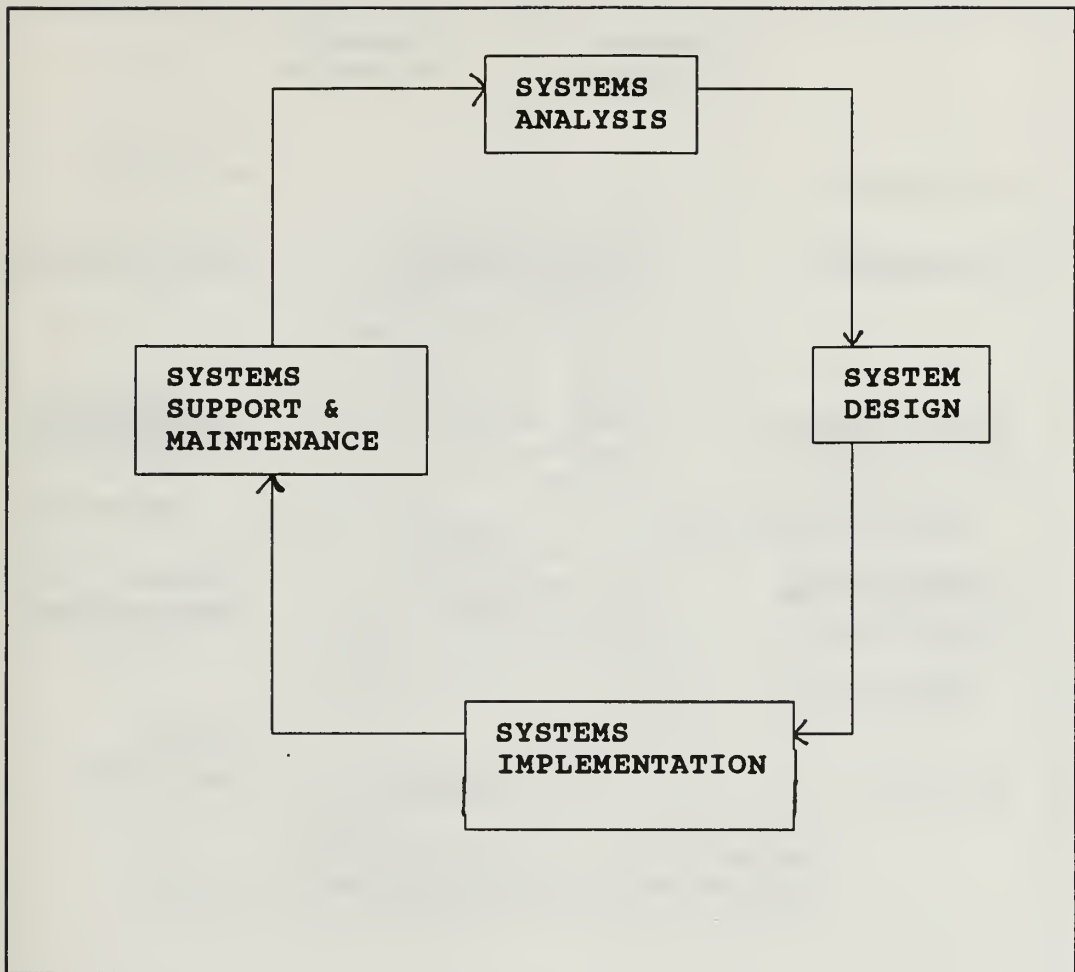 SYSTEMS
ANALYSIS
SYSTEM
DESIGN
SYSTEMS
IMPLEMENTATION
SYSTEMS
SUPPORT &
MAINTENANCE